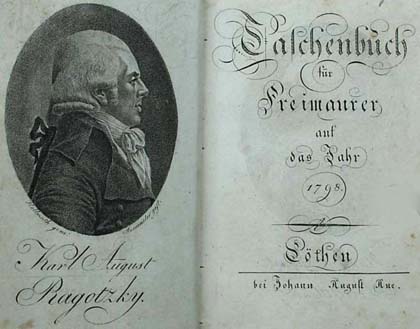 Karl August
Ragotzky.
Taschenbuch
für
Freimaurer
auf
das Jahr
1798.
Cöthen
bei Johann August Aue.